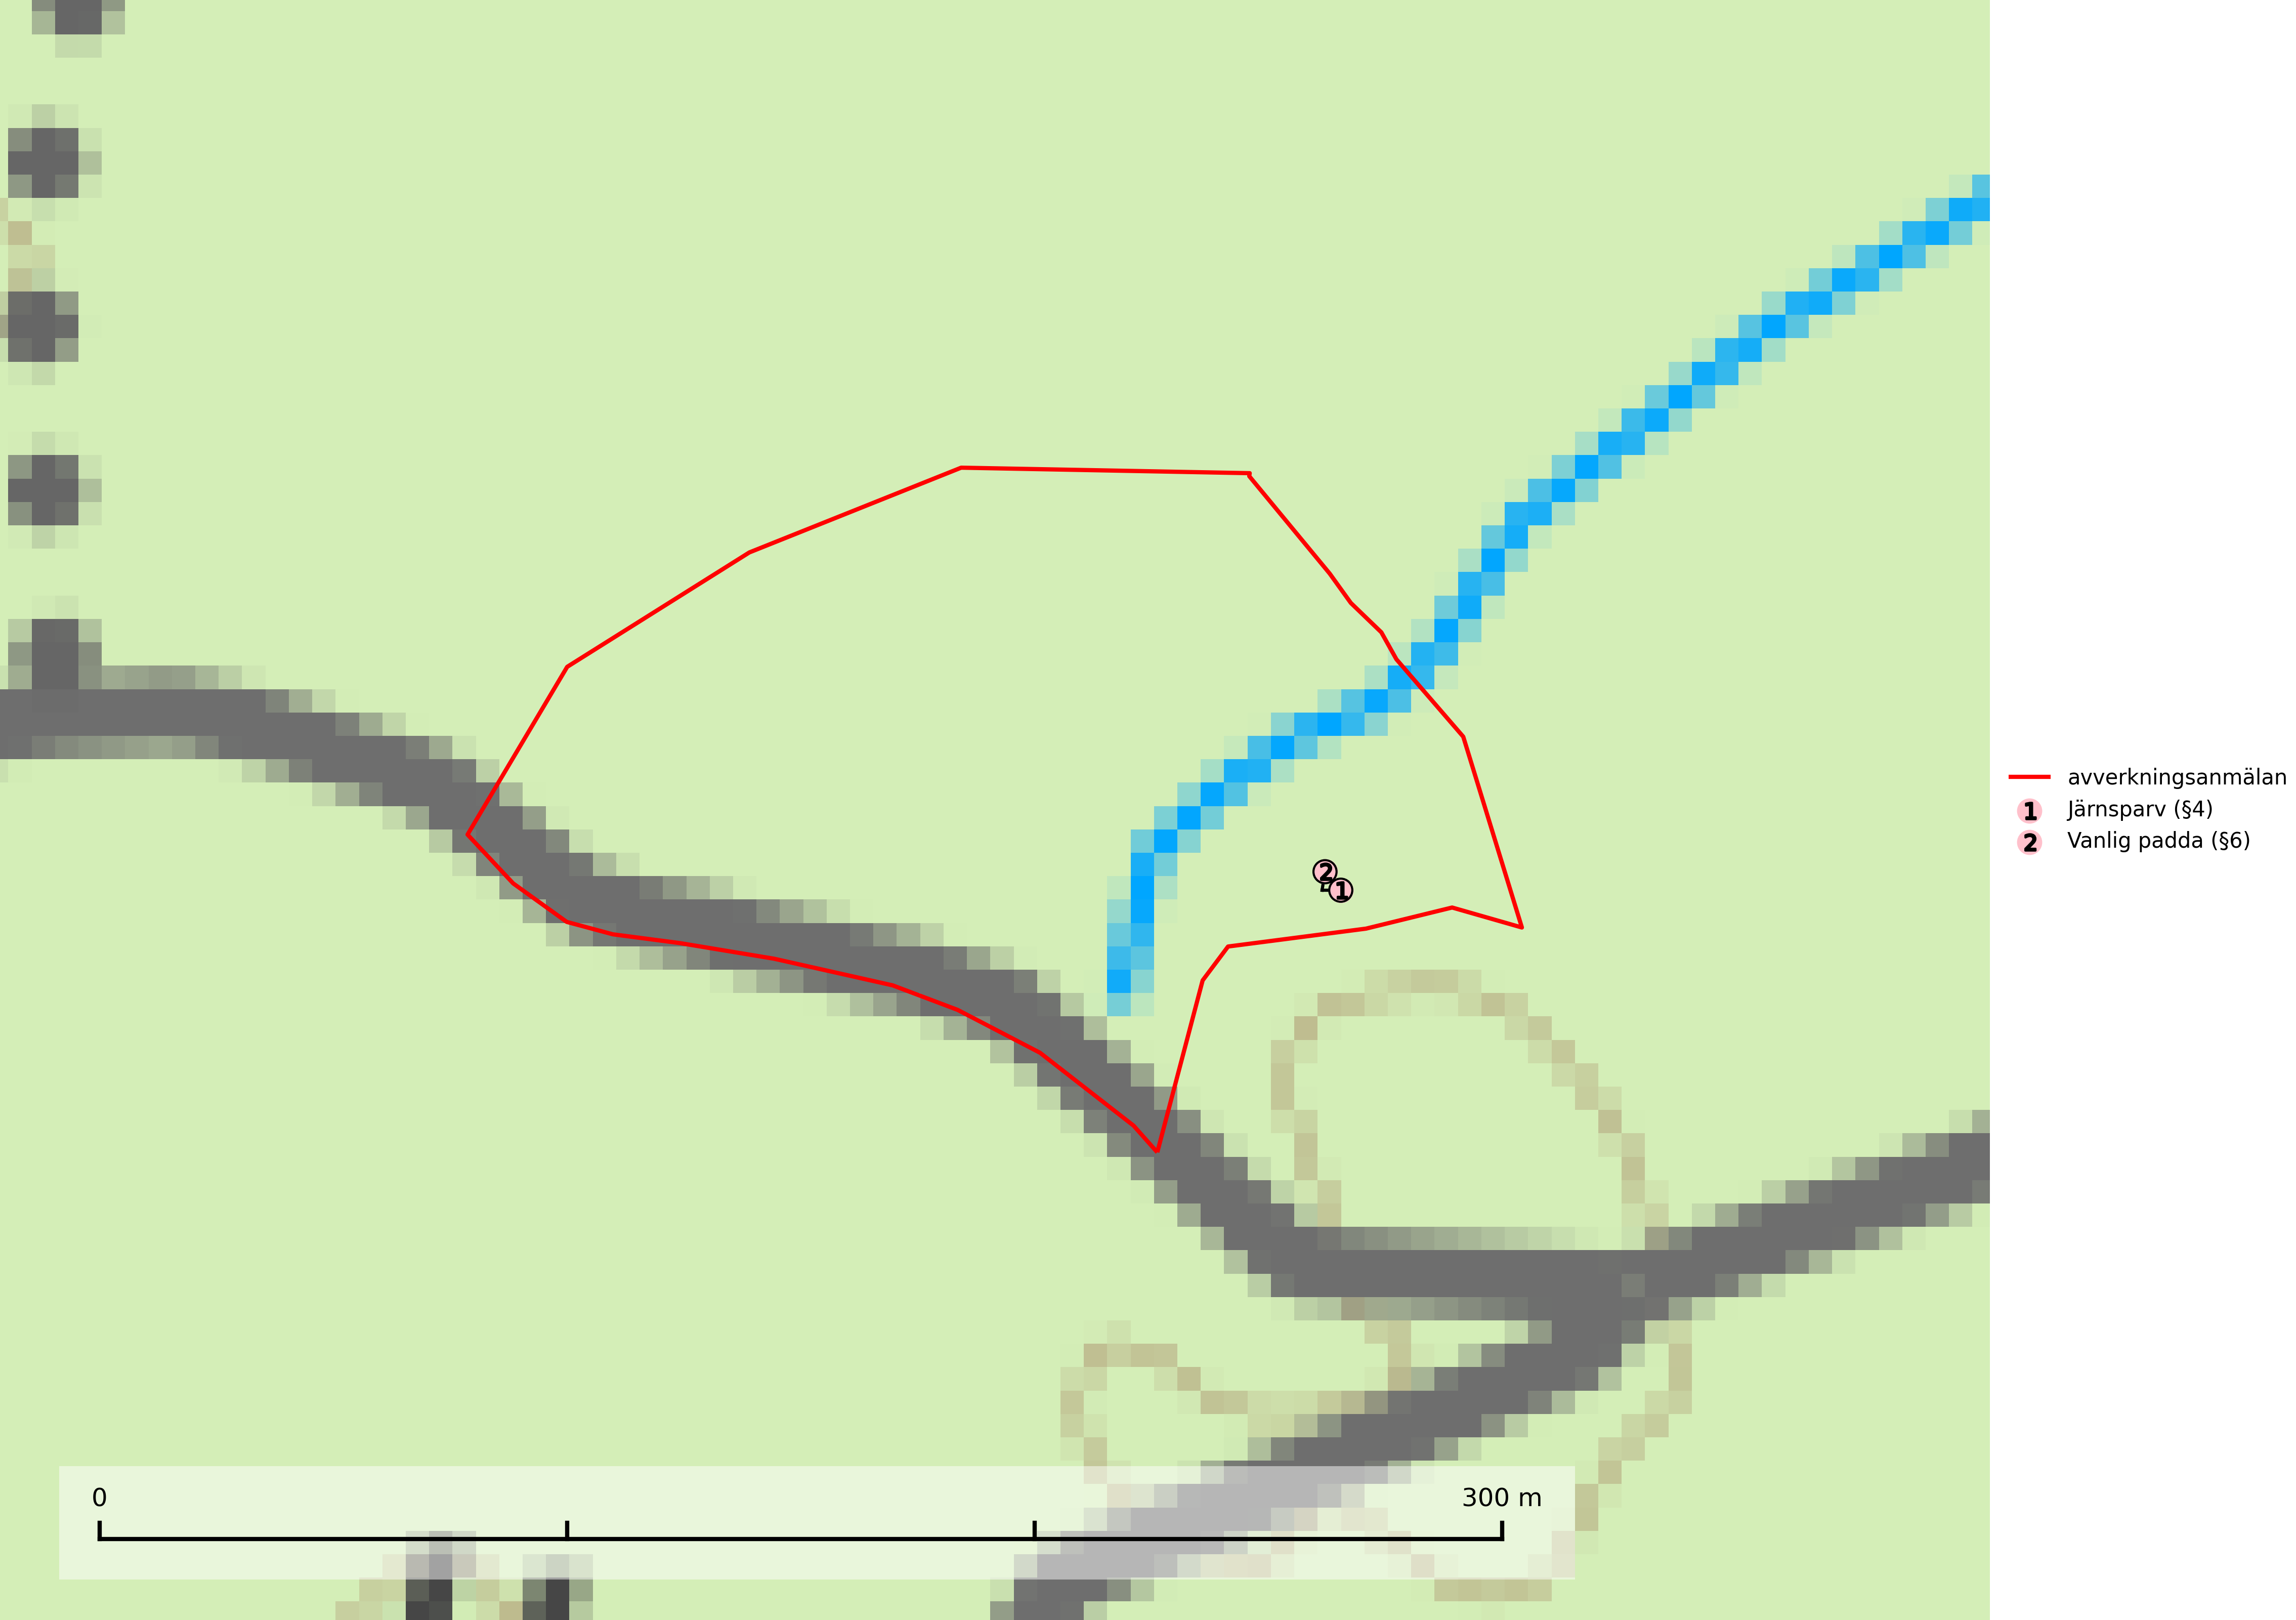 avverkningsanmälan
1 Järnsparv (§4)
2 Vanlig padda (§6)
2
1
0 300 m